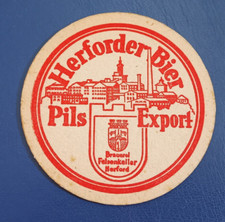 Herforder Bier
Pils Export
Brauerei
Felsenkeller
Herford